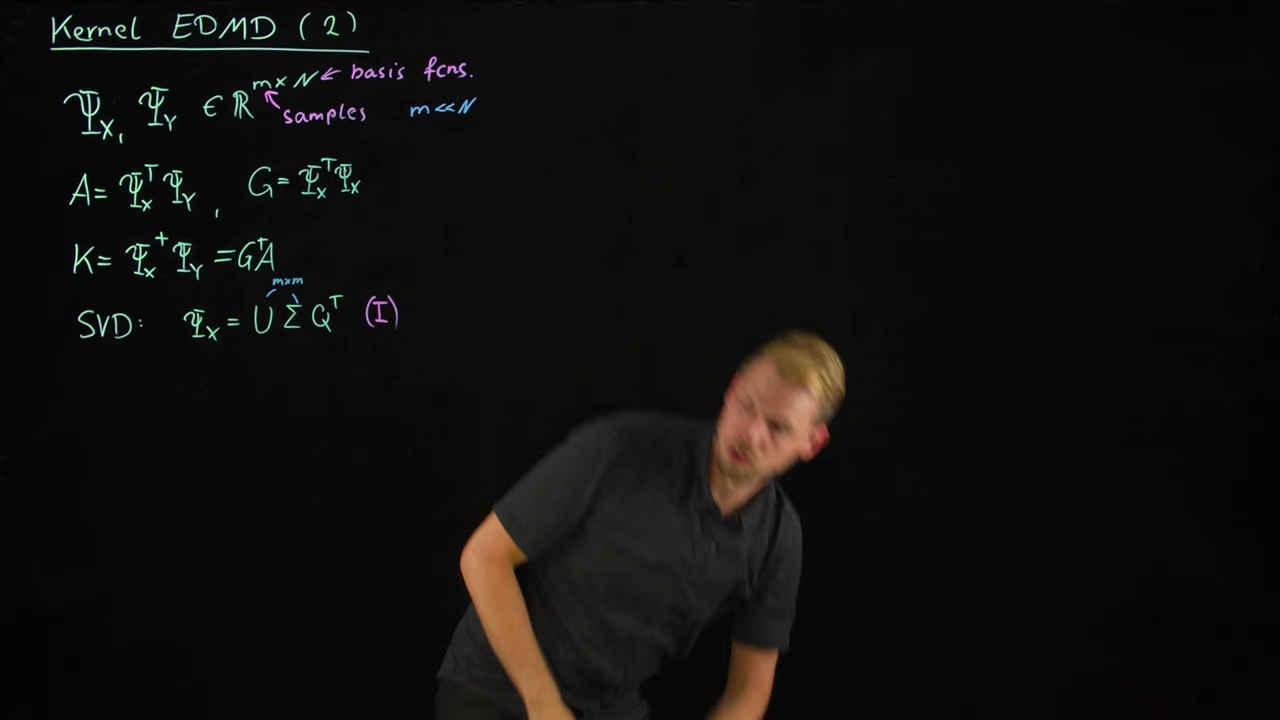 Kernel EDMD (2)
Ψ_X, Ψ_Y ∈ ℝ^{m×N} ← basis fcns.
↖ samples m << N
A = Ψ_X^T Ψ_Y , G = Ψ_X^T Ψ_X
K = Ψ_X^+ Ψ_Y = G^+ A
m×m
SVD: Ψ_X = U Σ Q^T (I)